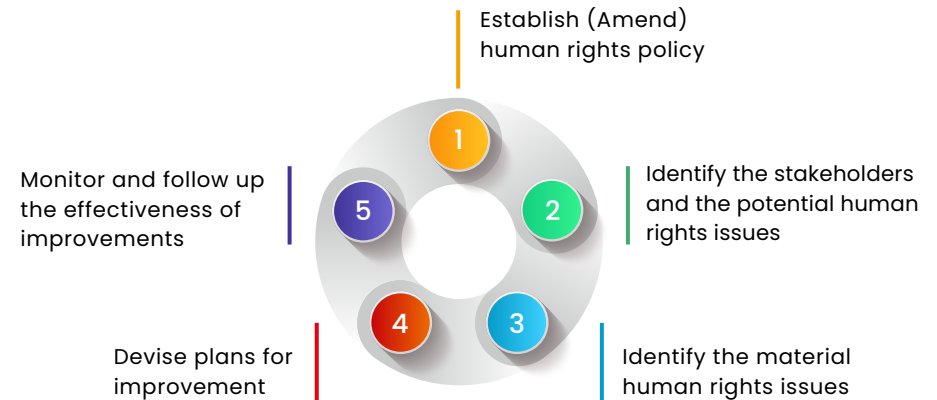 Establish (Amend)
human rights policy
1
Identify the stakeholders
and the potential human
rights issues
2
Identify the material
human rights issues
3
Devise plans for
improvement
4
Monitor and follow up
the effectiveness of
improvements
5